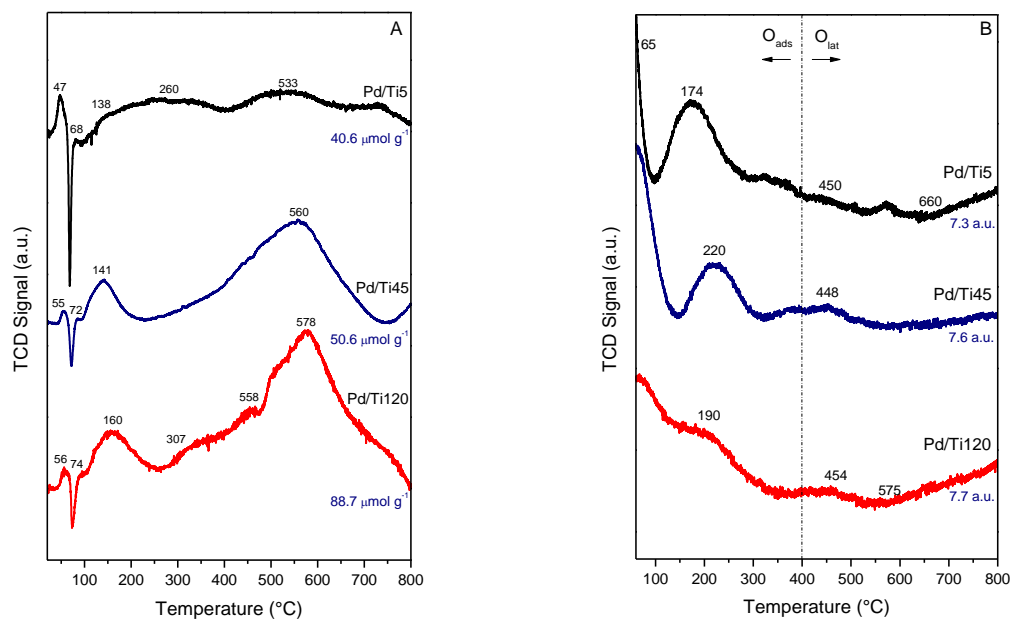 A
47
68
138
260
533
Pd/Ti5
40.6 μmol g⁻¹
55
72
141
560
Pd/Ti45
50.6 μmol g⁻¹
56
74
160
307
558
578
Pd/Ti120
88.7 μmol g⁻¹
TCD Signal (a.u.)
100 200 300 400 500 600 700 800
Temperature (°C)
B
O_ads O_lat
65
174
450
660
Pd/Ti5
7.3 a.u.
220
448
Pd/Ti45
7.6 a.u.
190
454
575
Pd/Ti120
7.7 a.u.
TCD Signal (a.u.)
100 200 300 400 500 600 700 800
Temperature (°C)